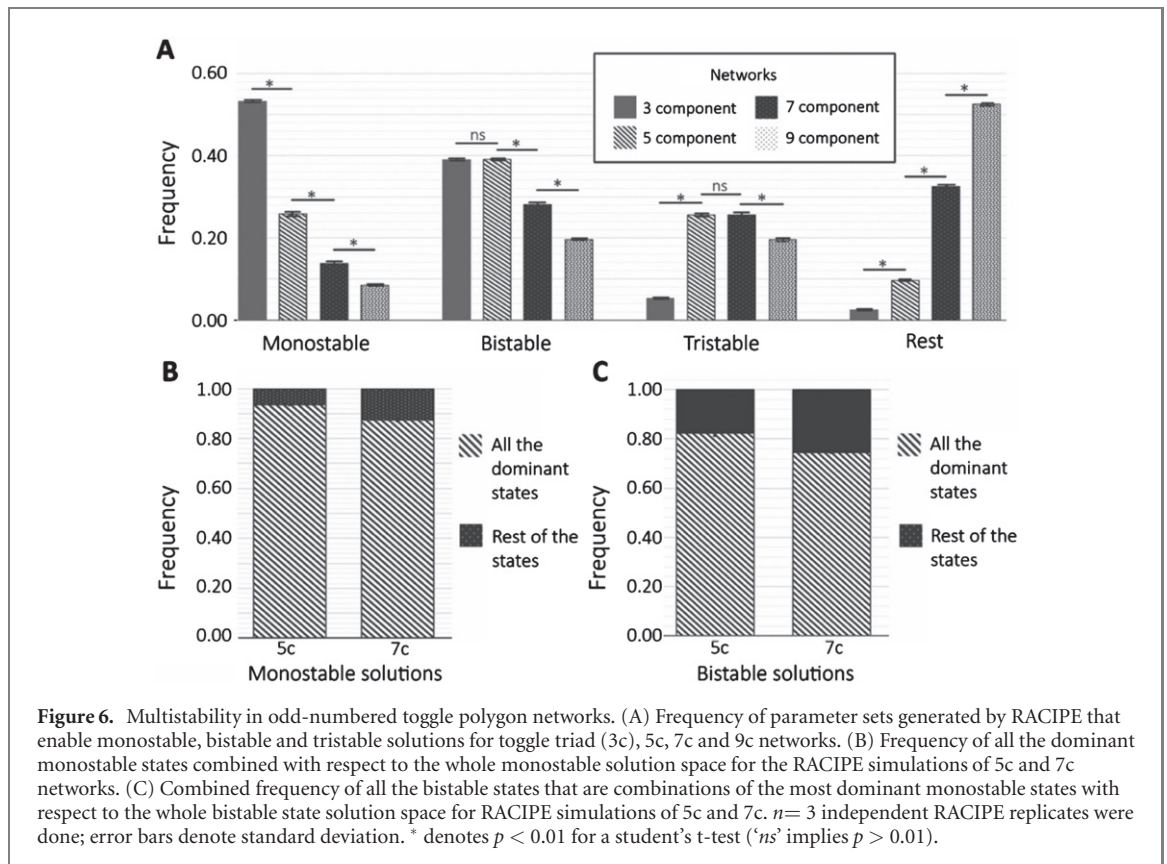 A
Networks
3 component
7 component
5 component
9 component
Frequency
0.60
0.40
0.20
0.00
*
*
*
ns
*
*
*
ns
*
*
*
*
Monostable
Bistable
Tristable
Rest
B
Frequency
1.00
0.80
0.60
0.40
0.20
0.00
5c
7c
Monostable solutions
All the
dominant
states
Rest of the
states
C
Frequency
1.00
0.80
0.60
0.40
0.20
0.00
5c
7c
Bistable solutions
All the
dominant
states
Rest of the
states
Figure 6. Multistability in odd-numbered toggle polygon networks. (A) Frequency of parameter sets generated by RACIPE that
enable monostable, bistable and tristable solutions for toggle triad (3c), 5c, 7c and 9c networks. (B) Frequency of all the dominant
monostable states combined with respect to the whole monostable solution space for the RACIPE simulations of 5c and 7c
networks. (C) Combined frequency of all the bistable states that are combinations of the most dominant monostable states with
respect to the whole bistable state solution space for RACIPE simulations of 5c and 7c. n= 3 independent RACIPE replicates were
done; error bars denote standard deviation. * denotes p < 0.01 for a student's t-test ('ns' implies p > 0.01).